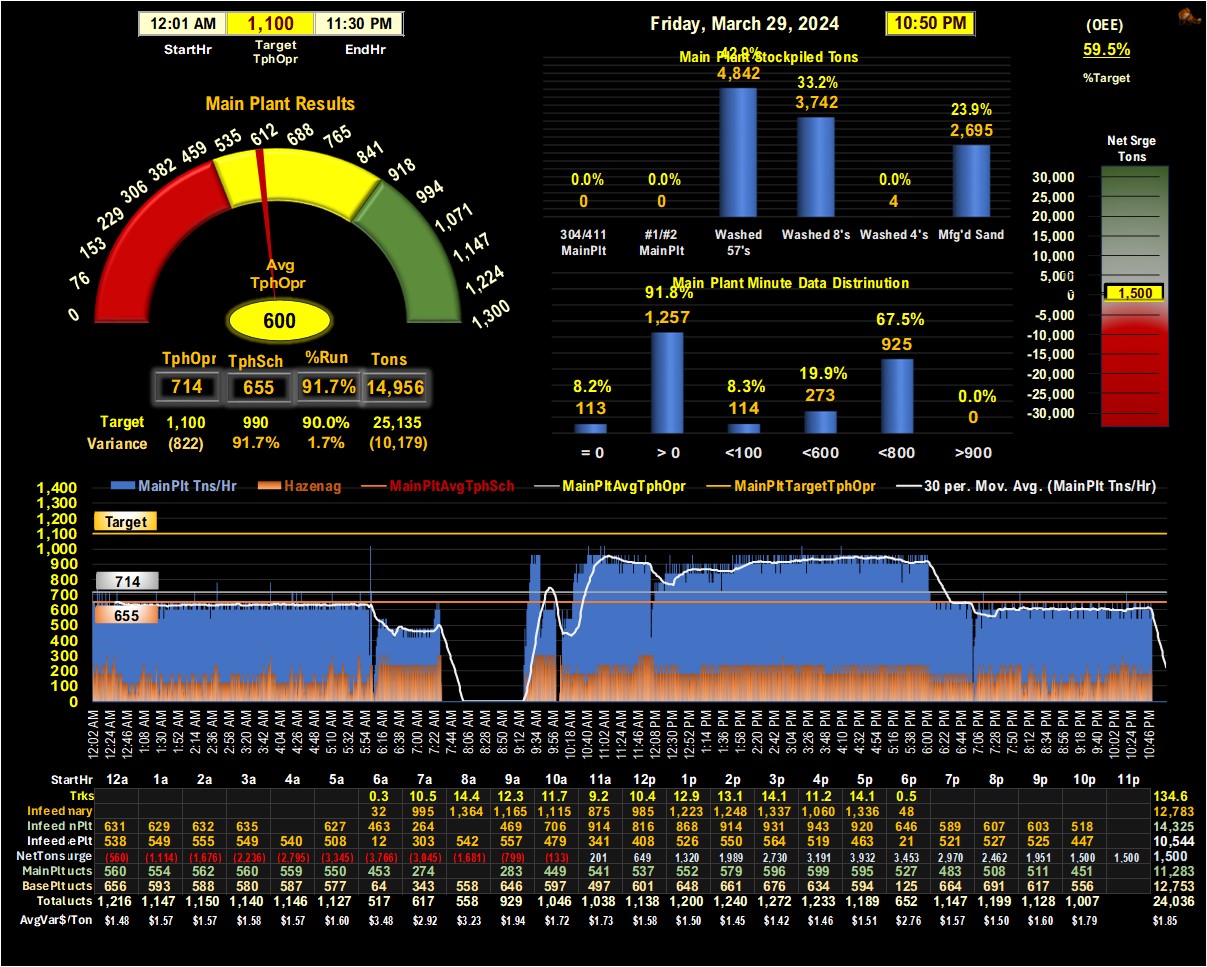 12:01 AM 1,100 11:30 PM
StartHr Target TphOpr EndHr
Friday, March 29, 2024 10:50 PM
(OEE)
59.5%
%Target
Main Plant Results
0 76 153 229 306 382 459 535 612 688 765 841 918 994 1,071 1,147 1,224 1,300
Avg
TphOpr
600
TphOpr TphSch %Run Tons
714 655 91.7% 14,956
Target 1,100 990 90.0% 25,135
Variance (822) 91.7% 1.7% (10,179)
Main Plant Stockpiled Tons
0.0% 0.0% 42.9% 33.2% 0.0% 23.9%
0 0 4,842 3,742 4 2,695
304/411 MainPlt #1/#2 MainPlt Washed 57's Washed 8's Washed 4's Mfg'd Sand
Main Plant Minute Data Distrinution
8.2% 91.8% 8.3% 19.9% 67.5% 0.0%
113 1,257 114 273 925 0
= 0 > 0 <100 <600 <800 >900
Net Srge
Tons
30,000
25,000
20,000
15,000
10,000
5,000
0
1,500
-5,000
-10,000
-15,000
-20,000
-25,000
-30,000
MainPlt Tns/Hr Hazenag MainPltAvgTphSch MainPltAvgTphOpr MainPltTargetTphOpr 30 per. Mov. Avg. (MainPlt Tns/Hr)
1,400
1,300
1,200
1,100
1,000
900
800
700
600
500
400
300
200
100
0
Target
714
655
12:02 AM 12:24 AM 12:46 AM 1:08 AM 1:30 AM 1:52 AM 2:14 AM 2:36 AM 2:58 AM 3:20 AM 3:42 AM 4:04 AM 4:26 AM 4:48 AM 5:10 AM 5:32 AM 5:54 AM 6:16 AM 6:38 AM 7:00 AM 7:22 AM 7:44 AM 8:06 AM 8:28 AM 8:50 AM 9:12 AM 9:34 AM 9:56 AM 10:18 AM 10:40 AM 11:02 AM 11:24 AM 11:46 AM 12:08 PM 12:30 PM 12:52 PM 1:14 PM 1:36 PM 1:58 PM 2:20 PM 2:42 PM 3:04 PM 3:26 PM 3:48 PM 4:10 PM 4:32 PM 4:54 PM 5:16 PM 5:38 PM 6:00 PM 6:22 PM 6:44 PM 7:06 PM 7:28 PM 7:50 PM 8:12 PM 8:34 PM 8:56 PM 9:18 PM 9:40 PM 10:02 PM 10:24 PM 10:46 PM
StartHr 12a 1a 2a 3a 4a 5a 6a 7a 8a 9a 10a 11a 12p 1p 2p 3p 4p 5p 6p 7p 8p 9p 10p 11p
Trks 0.3 10.5 14.4 12.3 11.7 9.2 10.4 12.9 13.1 14.1 11.2 14.1 0.5 134.6
Infeed nary 32 995 1,364 1,165 1,115 875 985 1,223 1,248 1,337 1,060 1,336 48 12,783
Infeed nPlt 631 629 632 635 627 463 264 469 706 914 816 868 914 931 943 920 646 589 607 603 518 14,325
Infeed ePlt 538 549 555 549 540 508 12 303 542 557 479 341 408 526 550 564 519 463 21 521 527 525 447 10,544
NetTons urge (560) (1,114) (1,676) (2,236) (2,795) (3,345) (3,766) (3,045) (1,681) (799) (133) 201 649 1,320 1,989 2,730 3,191 3,932 3,453 2,970 2,462 1,951 1,500 1,500 1,500
MainPlt ucts 560 554 562 560 559 550 453 274 283 449 541 537 552 579 596 599 595 527 483 508 511 451 11,283
BasePlt ucts 656 593 588 580 587 577 64 343 558 646 597 497 601 648 661 676 634 594 125 664 691 617 556 12,753
Total ucts 1,216 1,147 1,150 1,140 1,146 1,127 517 617 558 929 1,046 1,038 1,138 1,200 1,240 1,272 1,233 1,189 652 1,147 1,199 1,128 1,007 24,036
AvgVar$/Ton $1.48 $1.57 $1.57 $1.58 $1.57 $1.60 $3.48 $2.92 $3.23 $1.94 $1.72 $1.73 $1.58 $1.50 $1.45 $1.42 $1.46 $1.51 $2.76 $1.57 $1.50 $1.60 $1.79 $1.85